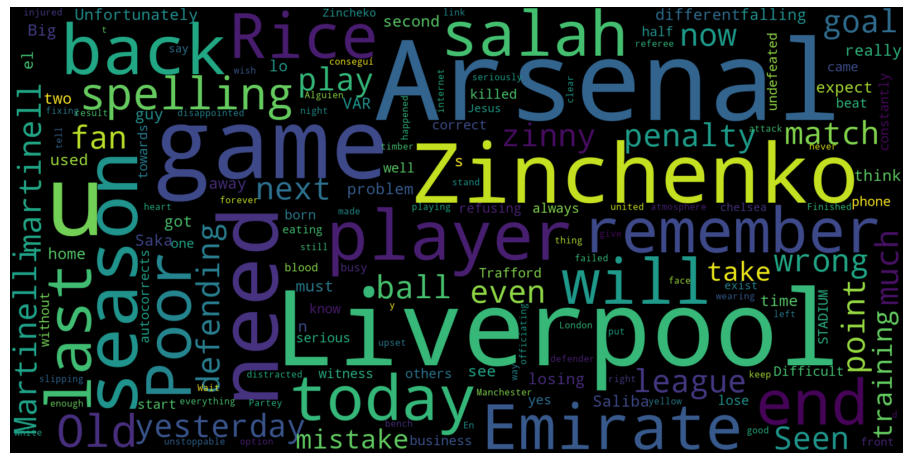 injured Unfortunately Zincheko link second different falling
Big back Rice salah Arsenal now goal
t say half referee really
el lo play conseguí seriously came
two spelling VAR killed internet clear undefeated expect beat
fixing wish Jesus constantly
tell result disappointed guy night Alguien happened attack
martinell fan towards game correct timber zinny penalty match never
used well s Zinchenko think
without season away next problem stand phone
heart forever born refusing always united atmosphere chelsea Finished
u got made playing
home Saka one eating player thing give remember
last autocorrects defending still blood busy failed face take wrong much
Martinelli Poor need must y ball Trafford even will exist wearing
know London time left point
n serious Liverpool put STADIUM
slipping upset officiating way defender
distracted witness others see losing right league keep Difficult training
Wait Partey Manchester yes Saliba yellow lose
enough start everything today end
white Old yesterday bench En Emirate good Seen front
unstoppable option mistake business